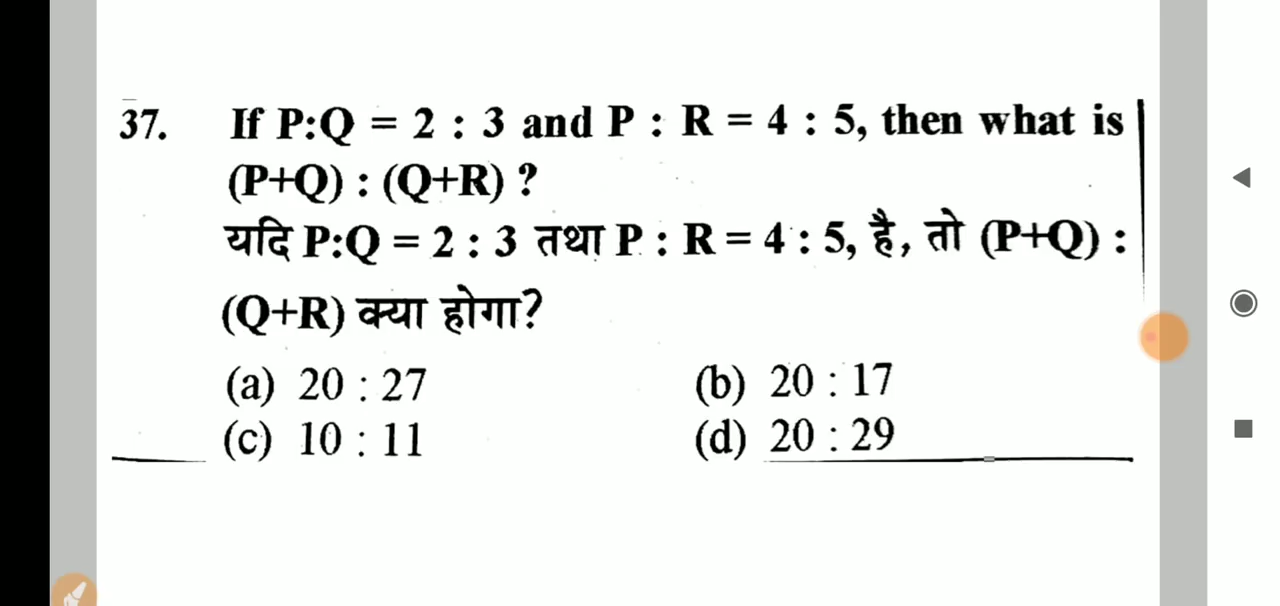 37. If P:Q = 2 : 3 and P : R = 4 : 5, then what is
(P+Q) : (Q+R) ?
यदि P:Q = 2 : 3 तथा P : R = 4 : 5, है, तो (P+Q) :
(Q+R) क्या होगा?
(a) 20 : 27 (b) 20 : 17
(c) 10 : 11 (d) 20 : 29